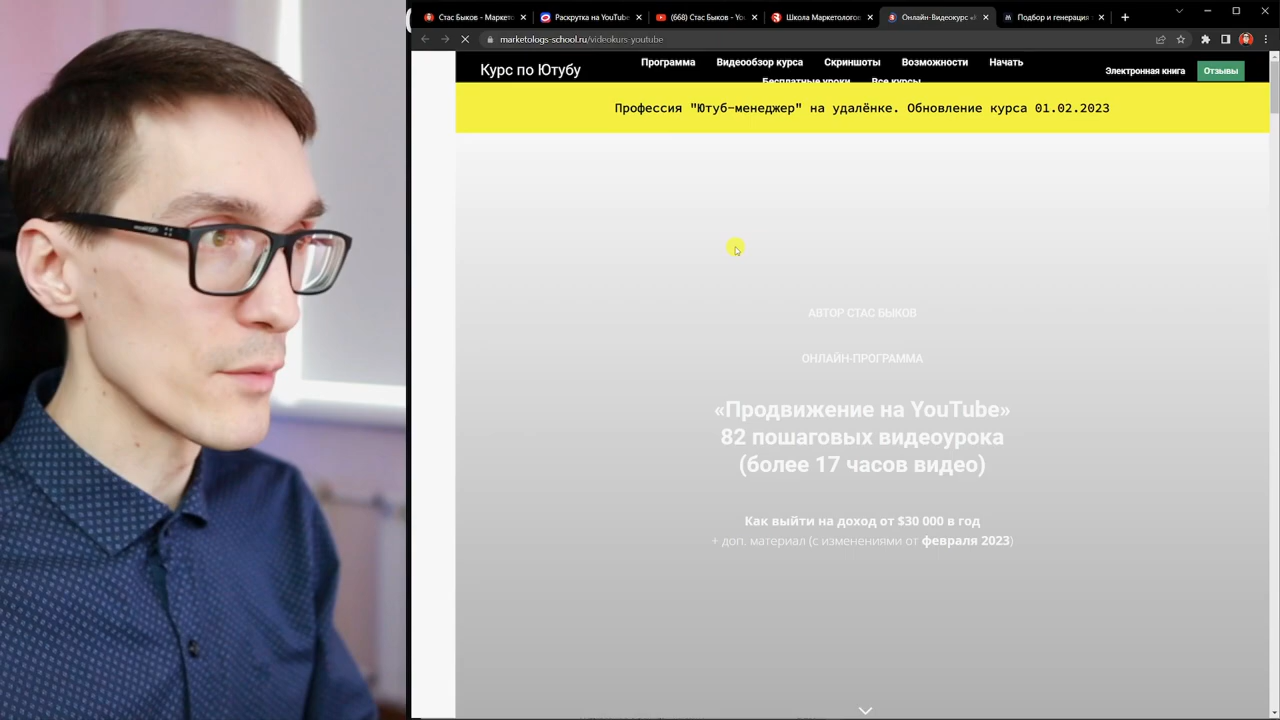 Стас Быков - Маркето
Раскрутка на YouTube
(668) Стас Быков - Yo
Школа Маркетолого
Онлайн-Видеокурс «
Подбор и генерация
marketologs-school.ru/videokurs-youtube
Курс по Ютубу
Программа Видеообзор курса Скриншоты Возможности Начать
Бесплатные уроки Все курсы
Электронная книга
Отзывы
Профессия "Ютуб-менеджер" на удалёнке. Обновление курса 01.02.2023
АВТОР СТАС БЫКОВ
ОНЛАЙН-ПРОГРАММА
«Продвижение на YouTube»
82 пошаговых видеоурока
(более 17 часов видео)
Как выйти на доход от $30 000 в год
+ доп. материал (с изменениями от февраля 2023)